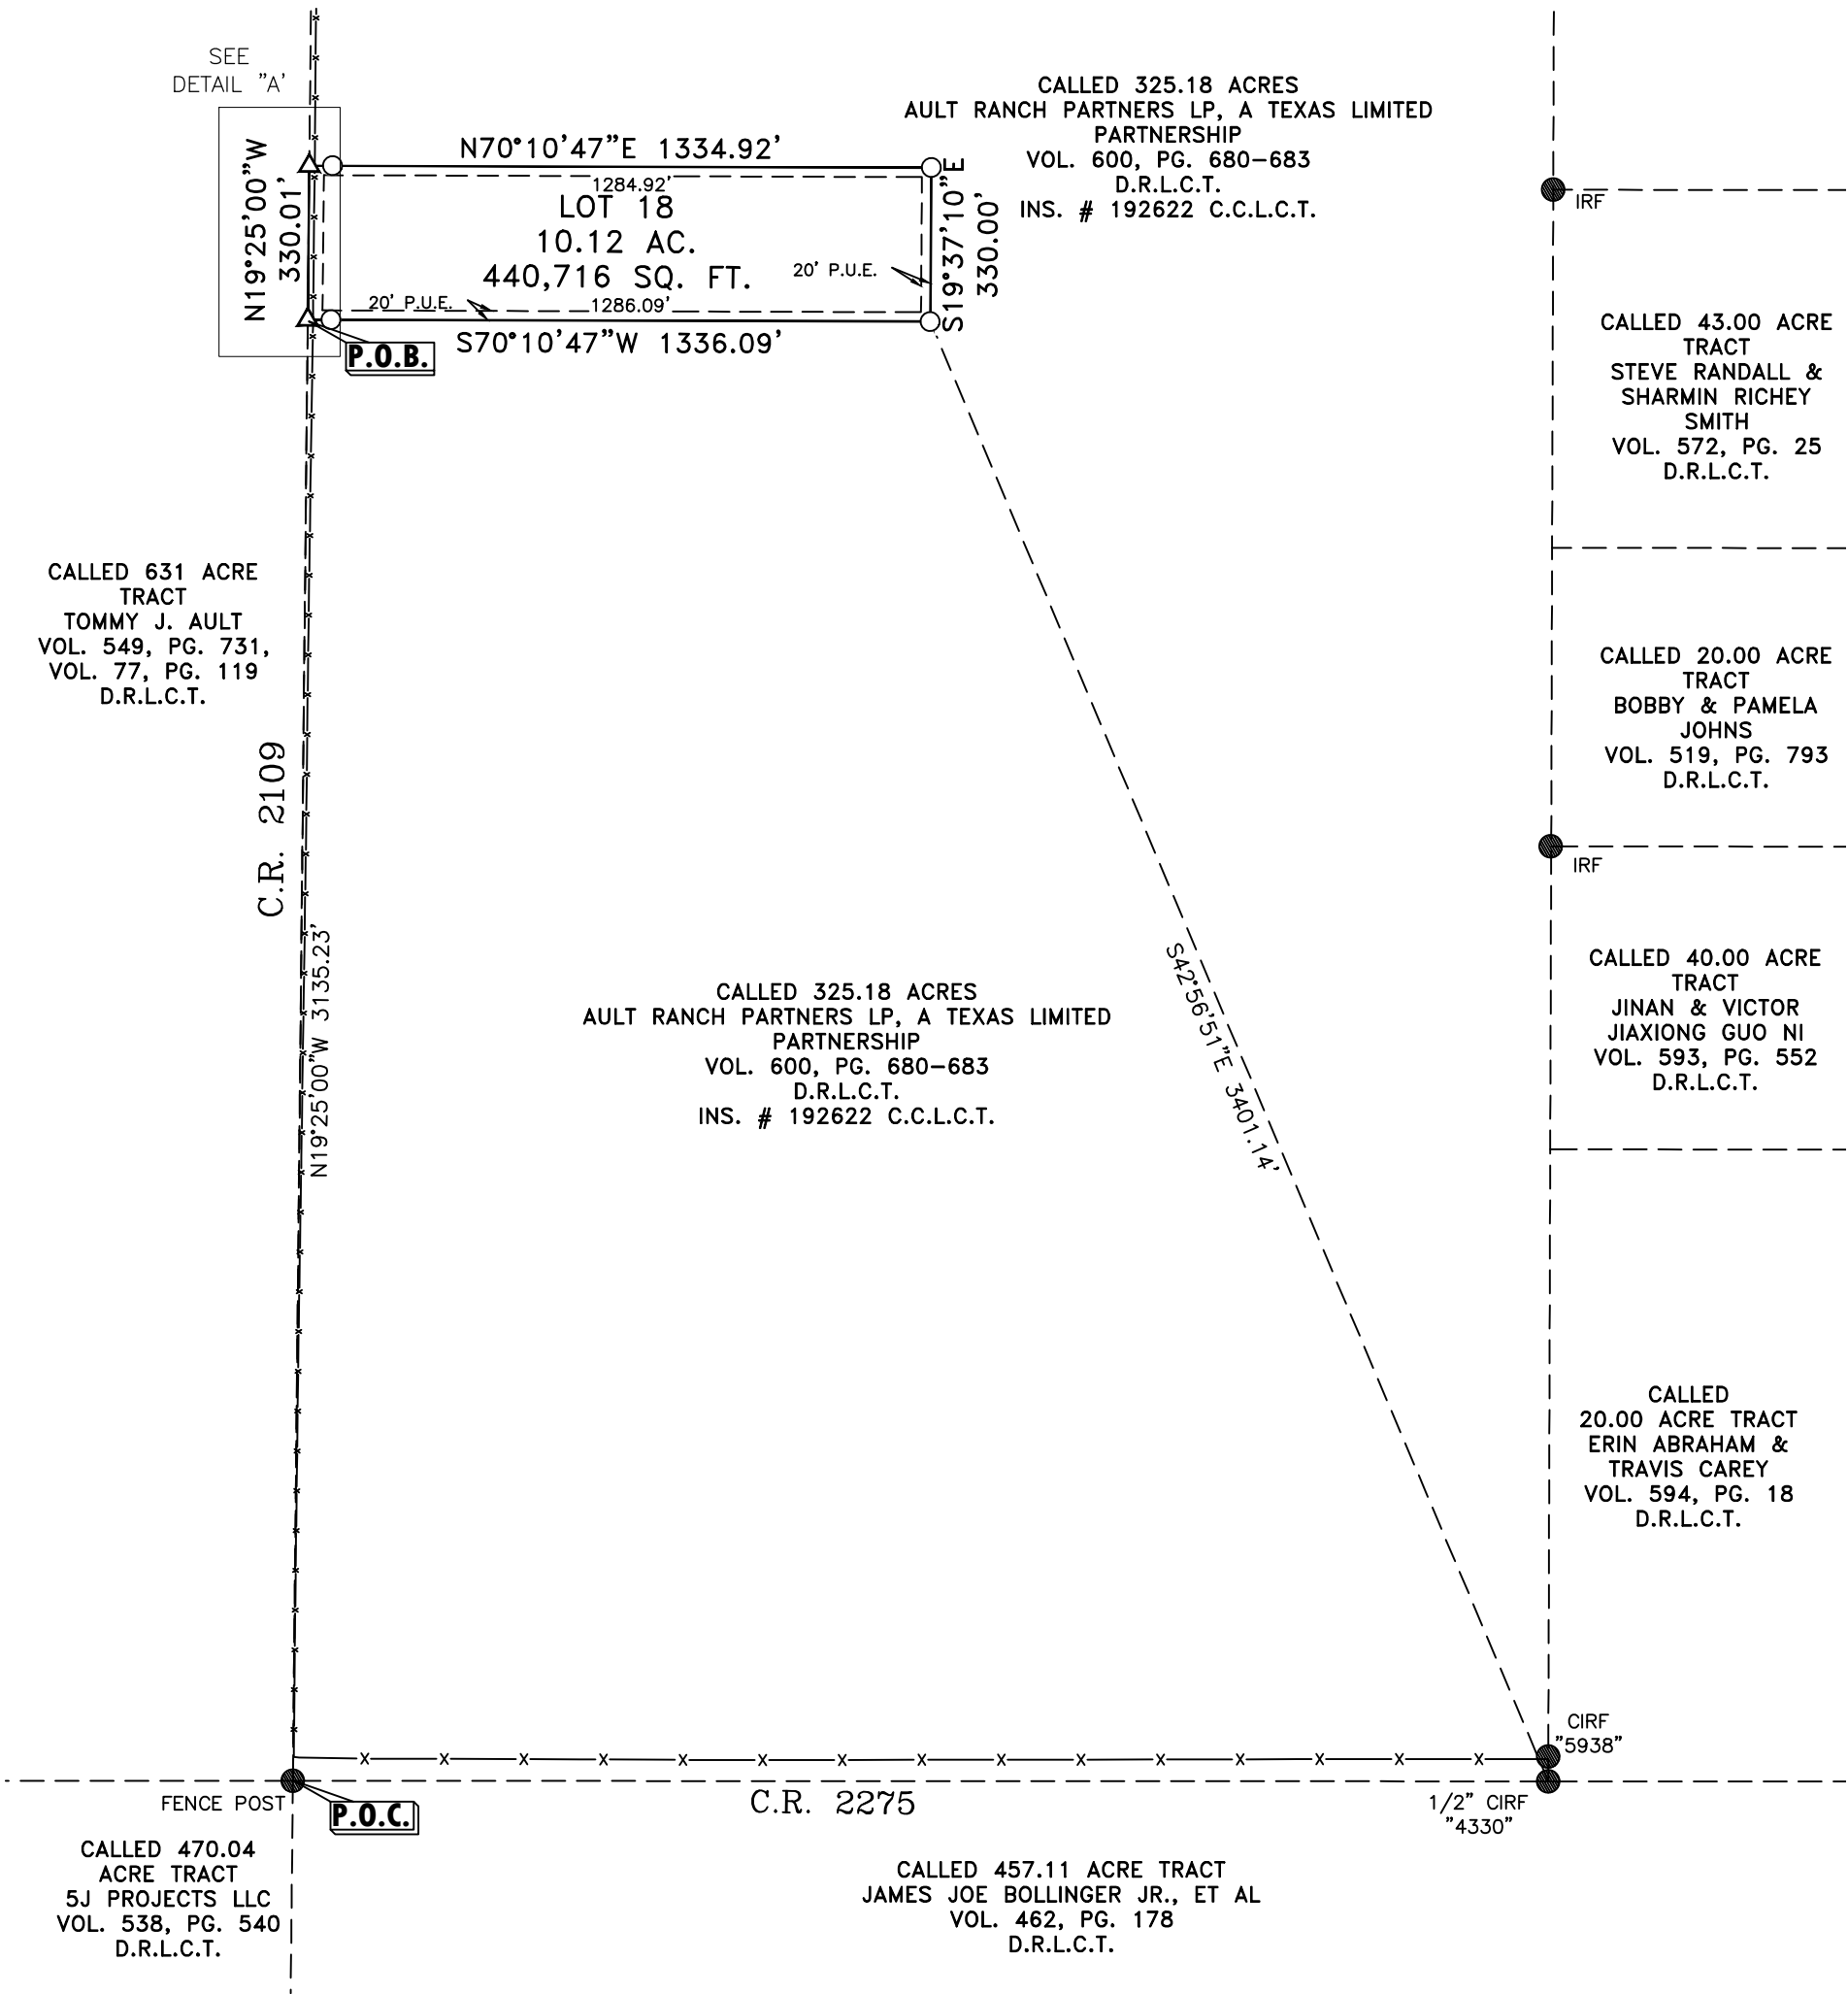 SEE
DETAIL "A'
N70°10'47"E 1334.92'
1284.92'
LOT 18
10.12 AC.
440,716 SQ. FT.
20' P.U.E.
20' P.U.E.
1286.09'
S70°10'47"W 1336.09'
N19°25'00"W
330.01'
S19°37'10"E
330.00'
P.O.B.
CALLED 325.18 ACRES
AULT RANCH PARTNERS LP, A TEXAS LIMITED
PARTNERSHIP
VOL. 600, PG. 680-683
D.R.L.C.T.
INS. # 192622 C.C.L.C.T.
IRF
CALLED 43.00 ACRE
TRACT
STEVE RANDALL &
SHARMIN RICHEY
SMITH
VOL. 572, PG. 25
D.R.L.C.T.
CALLED 631 ACRE
TRACT
TOMMY J. AULT
VOL. 549, PG. 731,
VOL. 77, PG. 119
D.R.L.C.T.
CALLED 20.00 ACRE
TRACT
BOBBY & PAMELA
JOHNS
VOL. 519, PG. 793
D.R.L.C.T.
IRF
C.R. 2109
N19°25'00"W 3135.23'
CALLED 325.18 ACRES
AULT RANCH PARTNERS LP, A TEXAS LIMITED
PARTNERSHIP
VOL. 600, PG. 680-683
D.R.L.C.T.
INS. # 192622 C.C.L.C.T.
S42°56'51"E 3401.14'
CALLED 40.00 ACRE
TRACT
JINAN & VICTOR
JIAXIONG GUO NI
VOL. 593, PG. 552
D.R.L.C.T.
CALLED
20.00 ACRE TRACT
ERIN ABRAHAM &
TRAVIS CAREY
VOL. 594, PG. 18
D.R.L.C.T.
CIRF
"5938"
FENCE POST
P.O.C.
C.R. 2275
1/2" CIRF
"4330"
CALLED 470.04
ACRE TRACT
5J PROJECTS LLC
VOL. 538, PG. 540
D.R.L.C.T.
CALLED 457.11 ACRE TRACT
JAMES JOE BOLLINGER JR., ET AL
VOL. 462, PG. 178
D.R.L.C.T.